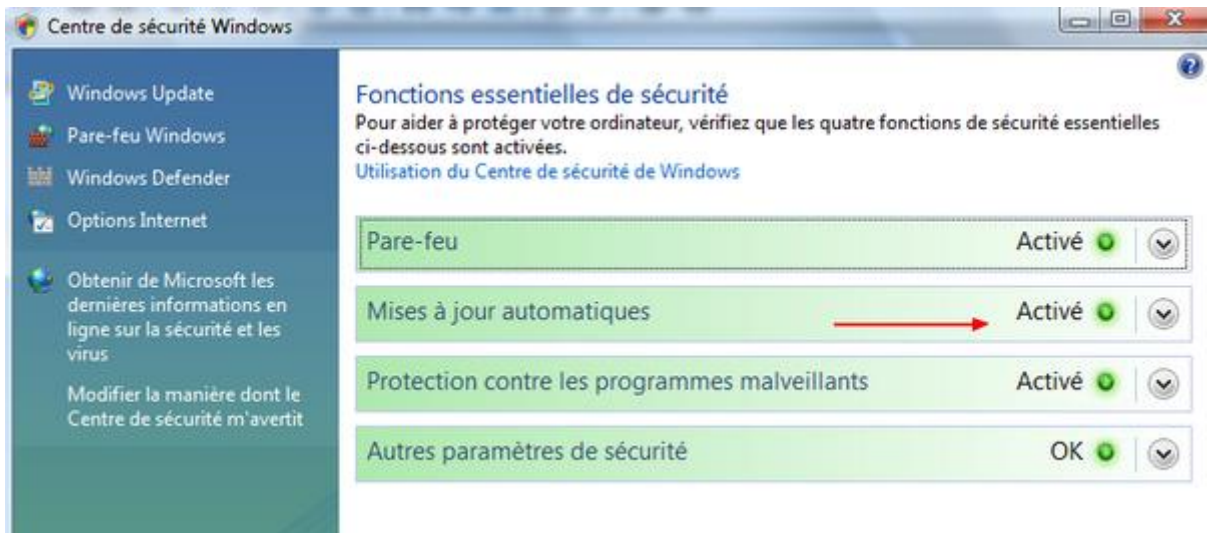 Centre de sécurité Windows
Windows Update
Pare-feu Windows
Windows Defender
Options Internet
Obtenir de Microsoft les
dernières informations en
ligne sur la sécurité et les
virus
Modifier la manière dont le
Centre de sécurité m'avertit
Fonctions essentielles de sécurité
Pour aider à protéger votre ordinateur, vérifiez que les quatre fonctions de sécurité essentielles
ci-dessous sont activées.
Utilisation du Centre de sécurité de Windows
Pare-feu Activé
Mises à jour automatiques Activé
Protection contre les programmes malveillants Activé
Autres paramètres de sécurité OK